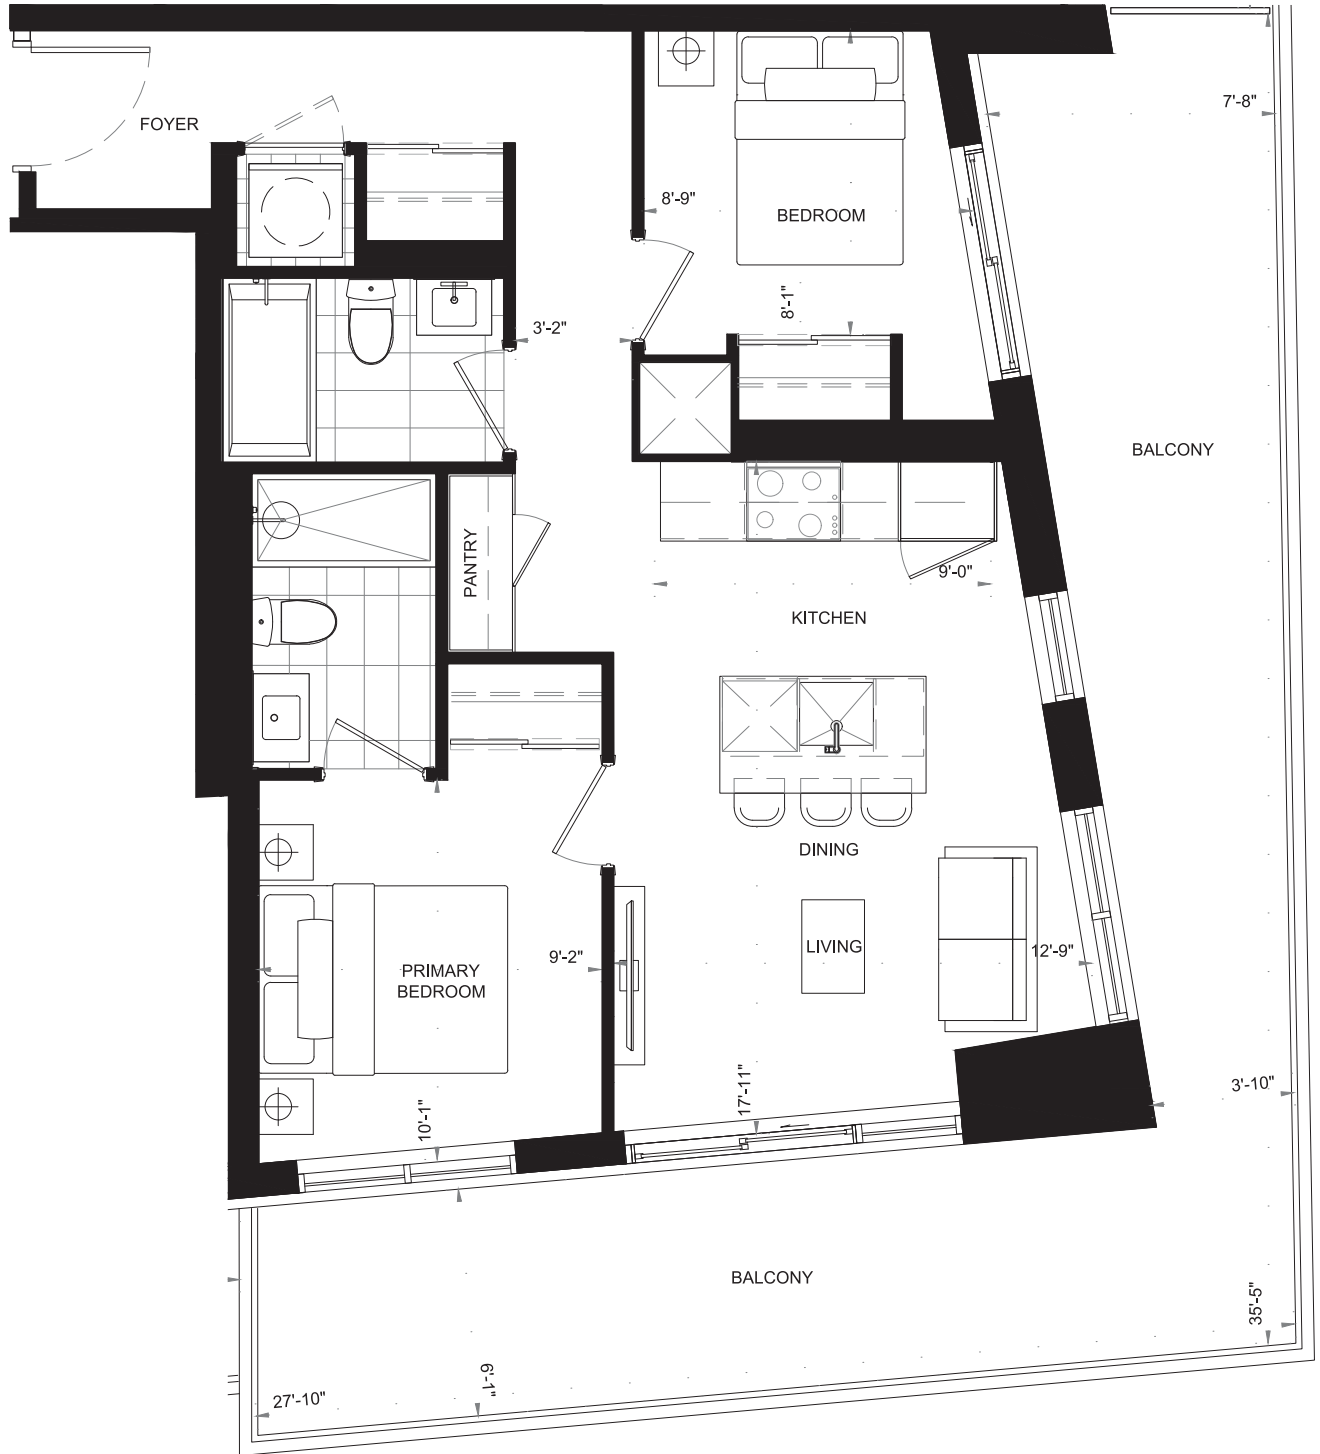 7'-8"
FOYER
8'-9"
BEDROOM
8'-1"
3'-2"
BALCONY
PANTRY
9'-0"
KITCHEN
DINING
LIVING
12'-9"
9'-2"
PRIMARY
BEDROOM
17'-11"
3'-10"
10'-1"
BALCONY
35'-5"
6'-1"
27'-10"